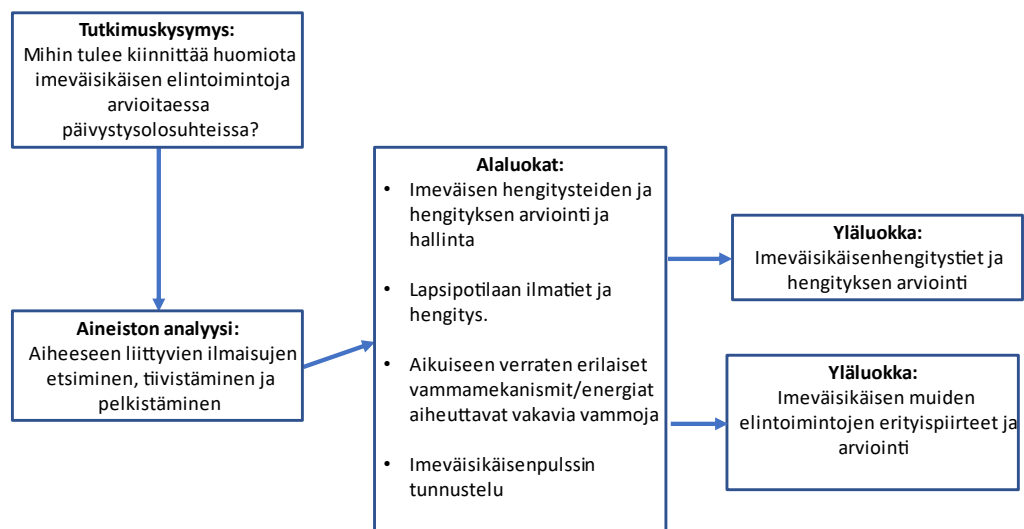 Tutkimuskysymys:
Mihin tulee kiinnittää huomiota
imeväisikäisen elintoimintoja
arvioitaessa
päivystysolosuhteissa?
Aineiston analyysi:
Aiheeseen liittyvien ilmaisujen
etsiminen, tiivistäminen ja
pelkistäminen
Alaluokat:
• Imeväisen hengitysteiden ja
hengityksen arviointi ja
hallinta
• Lapsipotilaan ilmatiet ja
hengitys.
• Aikuiseen verraten erilaiset
vammamekanismit/energiat
aiheuttavat vakavia vammoja
• Imeväisikäisenpulssin
tunnustelu
Yläluokka:
Imeväisikäisenhengitystiet ja
hengityksen arviointi
Yläluokka:
Imeväisikäisen muiden
elintoimintojen erityispiirteet ja
arviointi